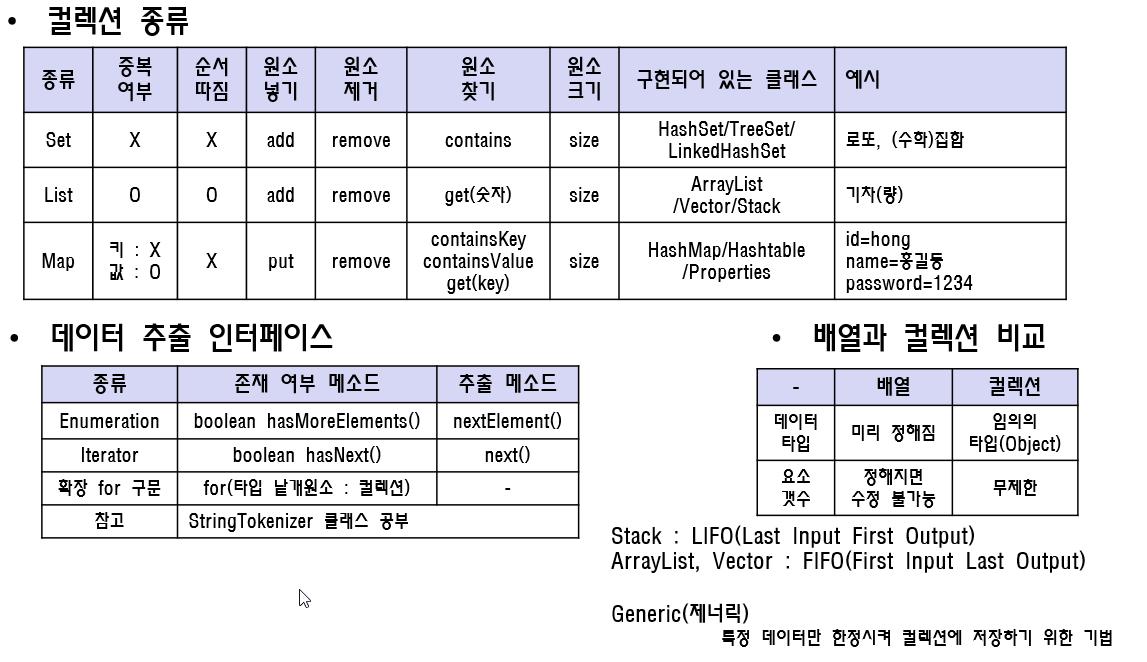 • 컬렉션 종류
종류 중복 여부 순서 따짐 원소 넣기 원소 제거 원소 찾기 원소 크기 구현되어 있는 클래스 예시
Set X X add remove contains size HashSet/TreeSet/ LinkedHashSet 로또, (수학)집합
List O O add remove get(숫자) size ArrayList /Vector/Stack 기차(량)
Map 키 : X 값 : O X put remove containsKey containsValue get(key) size HashMap/Hashtable /Properties id=hong name=홍길동 password=1234
• 데이터 추출 인터페이스
종류 존재 여부 메소드 추출 메소드
Enumeration boolean hasMoreElements() nextElement()
Iterator boolean hasNext() next()
확장 for 구문 for(타입 낱개원소 : 컬렉션) -
참고 StringTokenizer 클래스 공부
• 배열과 컬렉션 비교
- 배열 컬렉션
데이터 타입 미리 정해짐 임의의 타입(Object)
요소 갯수 정해지면 수정 불가능 무제한
Stack : LIFO(Last Input First Output)
ArrayList, Vector : FIFO(First Input Last Output)
Generic(제너릭)
특정 데이터만 한정시켜 컬렉션에 저장하기 위한 기법